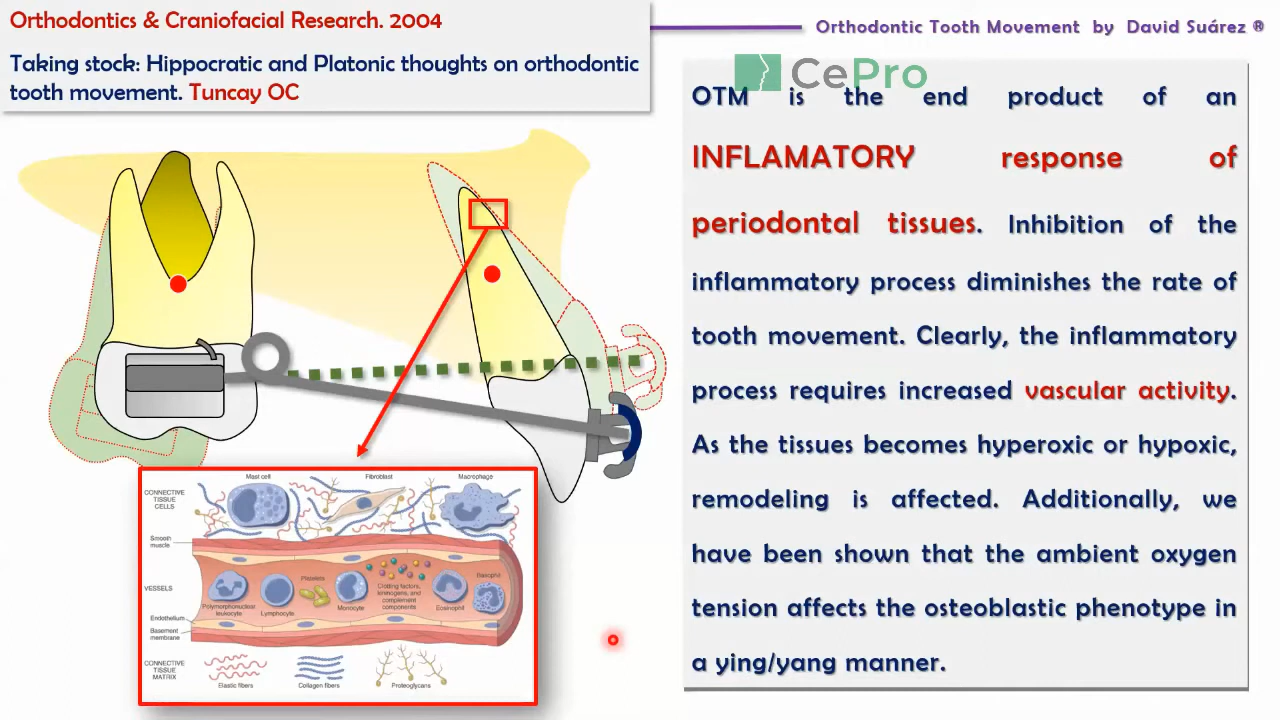 Orthodontics & Craniofacial Research. 2004
Taking stock: Hippocratic and Platonic thoughts on orthodontic
tooth movement. Tuncay OC
Orthodontic Tooth Movement by David Suárez ®
CePro
OTM is the end product of an
INFLAMATORY response of
periodontal tissues. Inhibition of the
inflammatory process diminishes the rate of
tooth movement. Clearly, the inflammatory
process requires increased vascular activity.
As the tissues becomes hyperoxic or hypoxic,
remodeling is affected. Additionally, we
have been shown that the ambient oxygen
tension affects the osteoblastic phenotype in
a ying/yang manner.
Mast cell
Fibroblast
Macrophage
CONNECTIVE
TISSUE
CELLS
Smooth
muscle
VESSELS
Polymorphonuclear
leukocyte
Lymphocyte
Platelets
Monocyte
Clotting factors,
kininogens, and
complement
components
Eosinophil
Basophil
Endothelium
Basement
membrane
CONNECTIVE
TISSUE
MATRIX
Elastic fibers
Collagen fibers
Proteoglycans